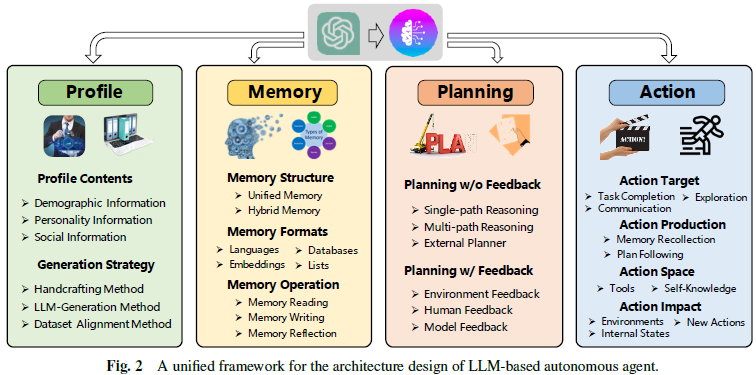 Profile
Profile Contents
Demographic Information
Personality Information
Social Information
Generation Strategy
Handcrafting Method
LLM-Generation Method
Dataset Alignment Method
Memory
Types of
Memory
Memory Structure
Unified Memory
Hybrid Memory
Memory Formats
Languages Databases
Embeddings Lists
Memory Operation
Memory Reading
Memory Writing
Memory Reflection
Planning
PLAN
Planning w/o Feedback
Single-path Reasoning
Multi-path Reasoning
External Planner
Planning w/ Feedback
Environment Feedback
Human Feedback
Model Feedback
Action
ACTION!
Action Target
Task Completion Exploration
Communication
Action Production
Memory Recollection
Plan Following
Action Space
Tools Self-Knowledge
Action Impact
Environments New Actions
Internal States
Fig. 2 A unified framework for the architecture design of LLM-based autonomous agent.